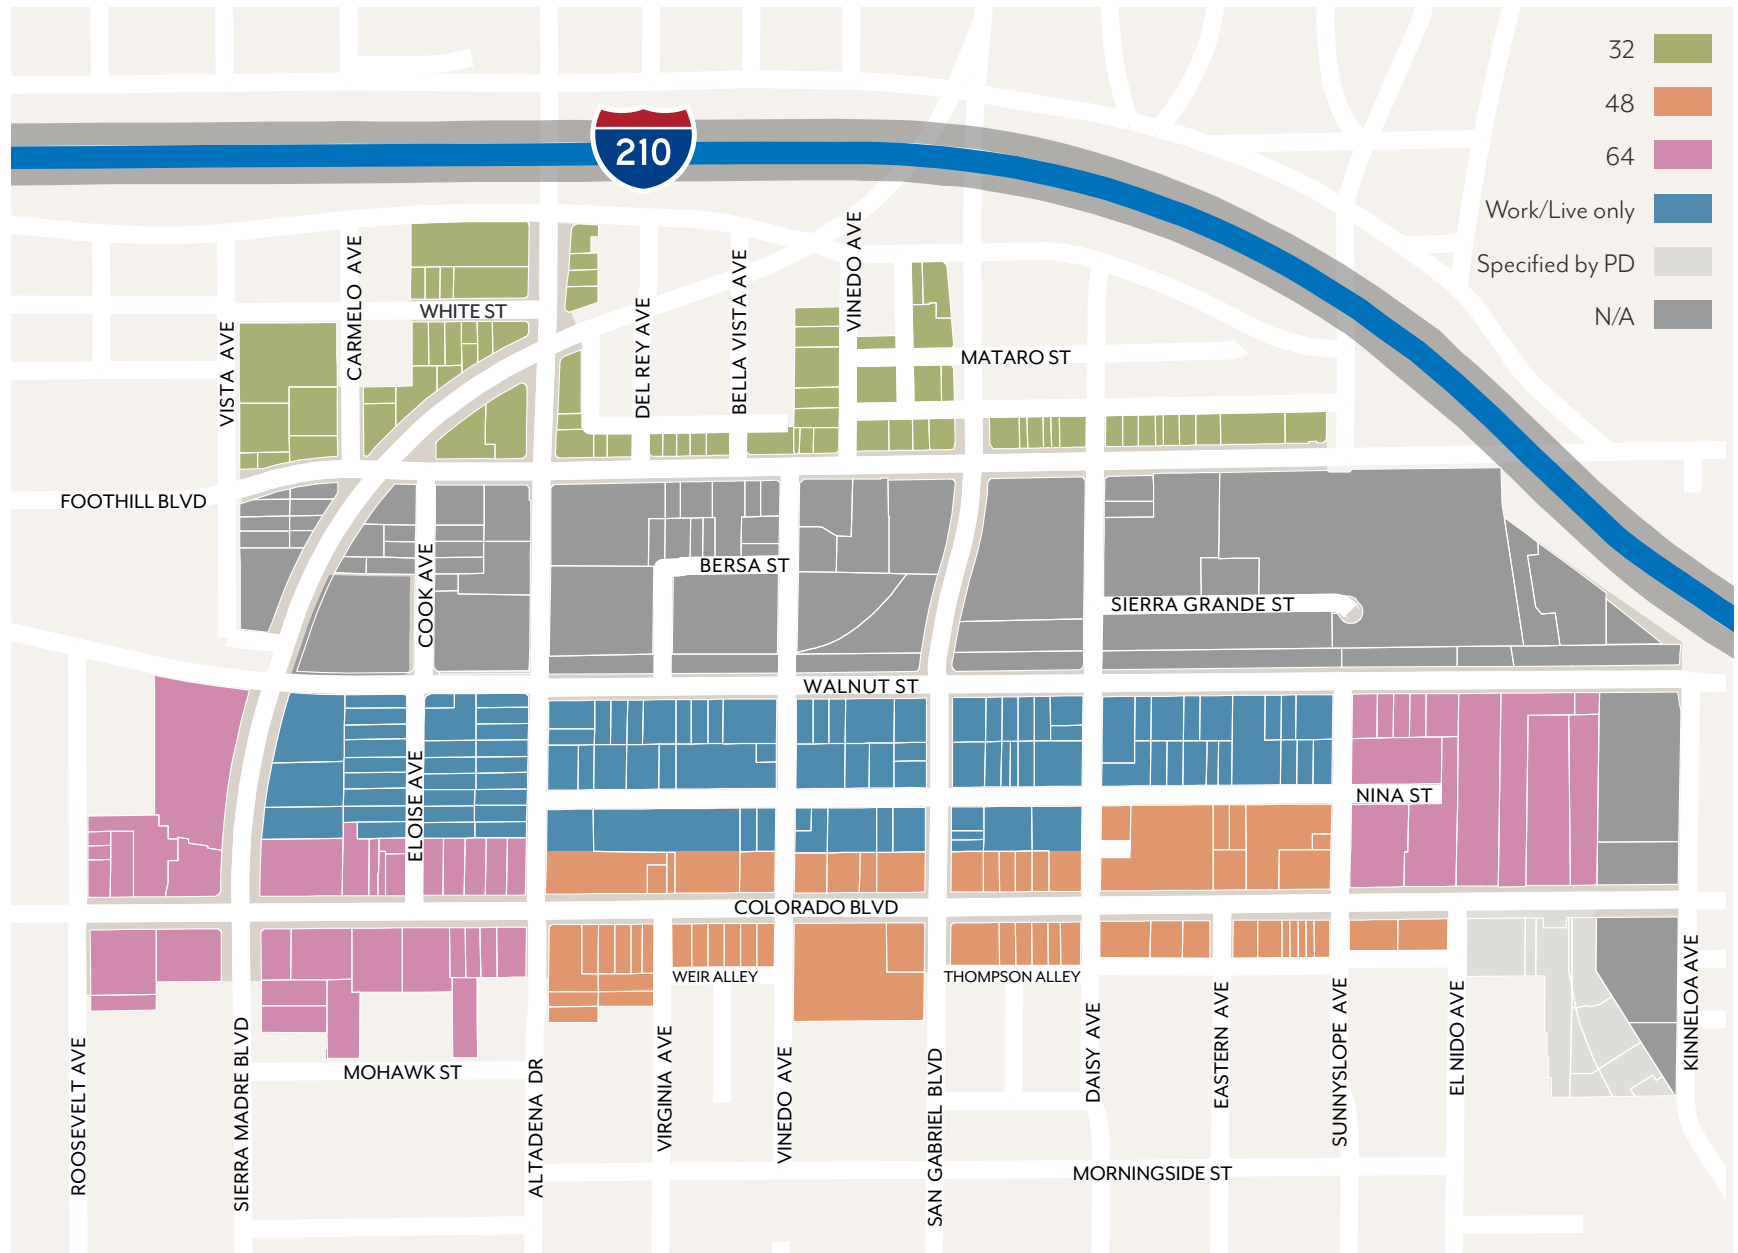 32
48
64
Work/Live only
Specified by PD
N/A
210
WHITE ST
VISTA AVE
CARMELO AVE
DEL REY AVE
BELLA VISTA AVE
VINEDO AVE
MATARO ST
FOOTHILL BLVD
COOK AVE
BERSA ST
SIERRA GRANDE ST
WALNUT ST
ELOISE AVE
NINA ST
COLORADO BLVD
WEIR ALLEY
THOMPSON ALLEY
MOHAWK ST
ROOSEVELT AVE
SIERRA MADRE BLVD
ALTADENA DR
VIRGINIA AVE
VINEDO AVE
SAN GABRIEL BLVD
DAISY AVE
EASTERN AVE
SUNNYSLOPE AVE
EL NIDO AVE
KINNELOA AVE
MORNINGSIDE ST